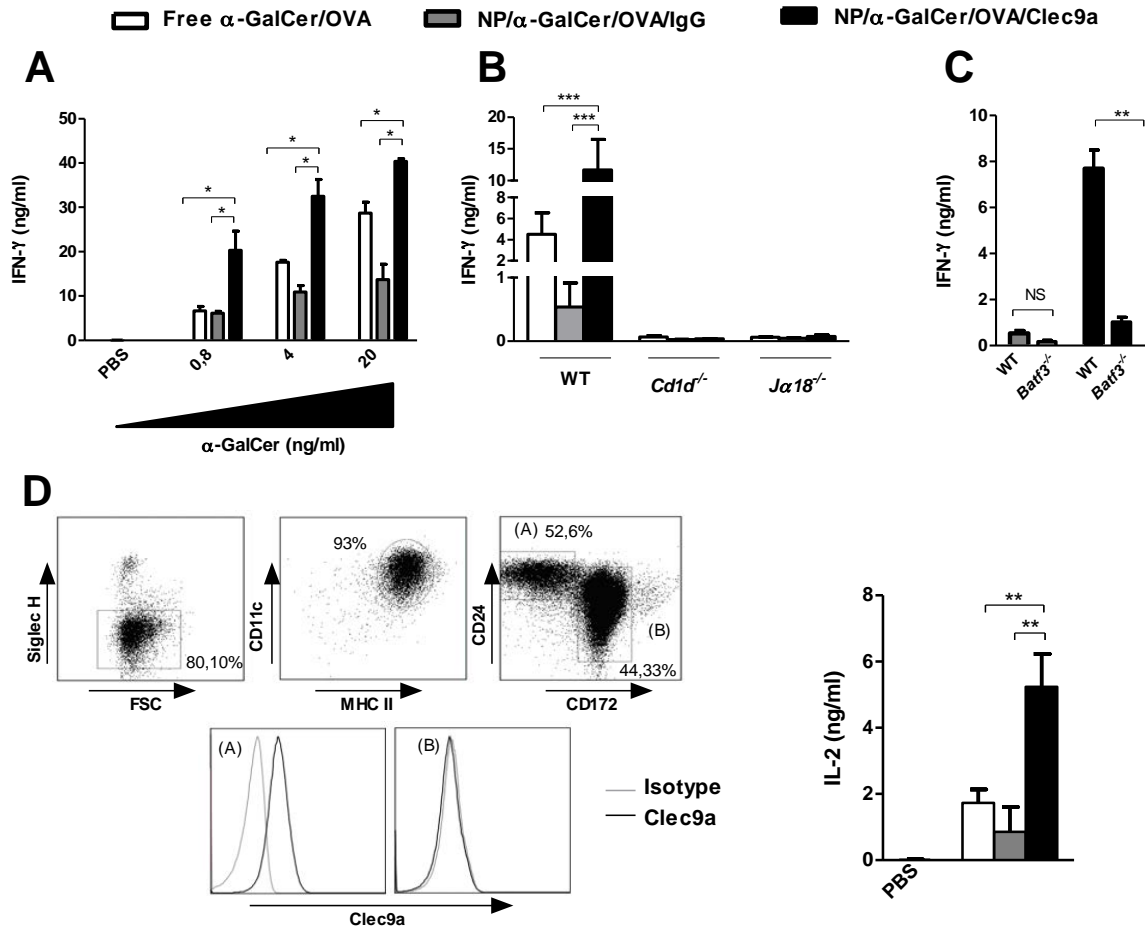 Free α-GalCer/OVA
NP/α-GalCer/OVA/IgG
NP/α-GalCer/OVA/Clec9a
A
IFN-γ (ng/ml)
50
40
30
20
10
0
*
*
*
*
*
*
PBS
0,8
4
20
α-GalCer (ng/ml)
B
IFN-γ (ng/ml)
20
15
10
6
4
2
1
0
***
***
WT
Cd1d-/-
Jα18-/-
C
IFN-γ (ng/ml)
10
8
6
4
2
0
NS
**
WT
Batf3-/-
WT
Batf3-/-
D
Siglec H
80,10%
FSC
CD11c
93%
MHC II
CD24
(A)
52,6%
(B)
44,33%
CD172
(A)
(B)
Isotype
Clec9a
Clec9a
IL-2 (ng/ml)
8
6
4
2
0
**
**
PBS